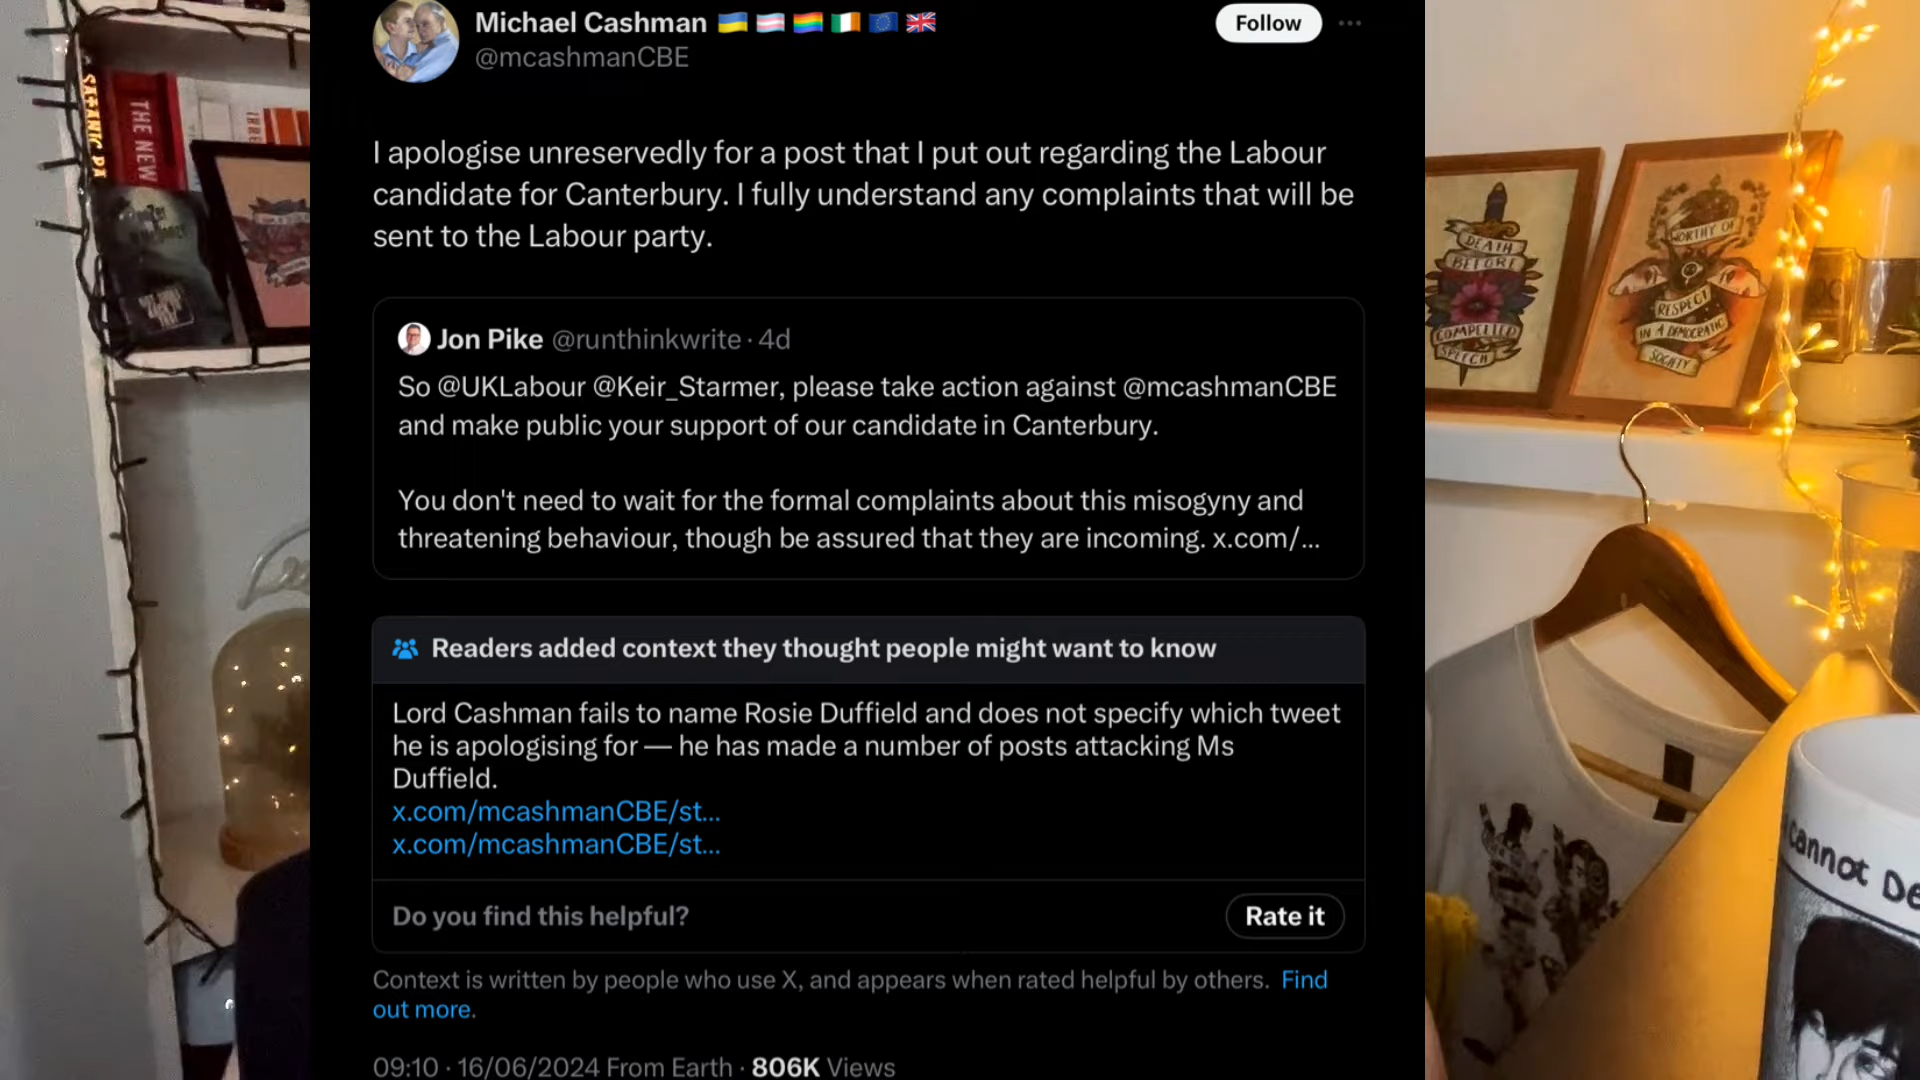 Michael Cashman 🇺🇦 🏳️‍⚧️ 🏳️‍🌈 🇮🇪 🇪🇺 🇬🇧
Follow
@mcashmanCBE
I apologise unreservedly for a post that I put out regarding the Labour
candidate for Canterbury. I fully understand any complaints that will be
sent to the Labour party.
Jon Pike @runthinkwrite · 4d
So @UKLabour @Keir_Starmer, please take action against @mcashmanCBE
and make public your support of our candidate in Canterbury.
You don't need to wait for the formal complaints about this misogyny and
threatening behaviour, though be assured that they are incoming. x.com/...
Readers added context they thought people might want to know
Lord Cashman fails to name Rosie Duffield and does not specify which tweet
he is apologising for — he has made a number of posts attacking Ms
Duffield.
x.com/mcashmanCBE/st...
x.com/mcashmanCBE/st...
Do you find this helpful?
Rate it
Context is written by people who use X, and appears when rated helpful by others. Find
out more.
09:10 · 16/06/2024 From Earth · 806K Views
SATANIC
THE NEW
DEATH
BEFORE
COMPELLED
SPEECH
WORTHY OF
RESPECT
IN A DEMOCRATIC
SOCIETY
cannot De